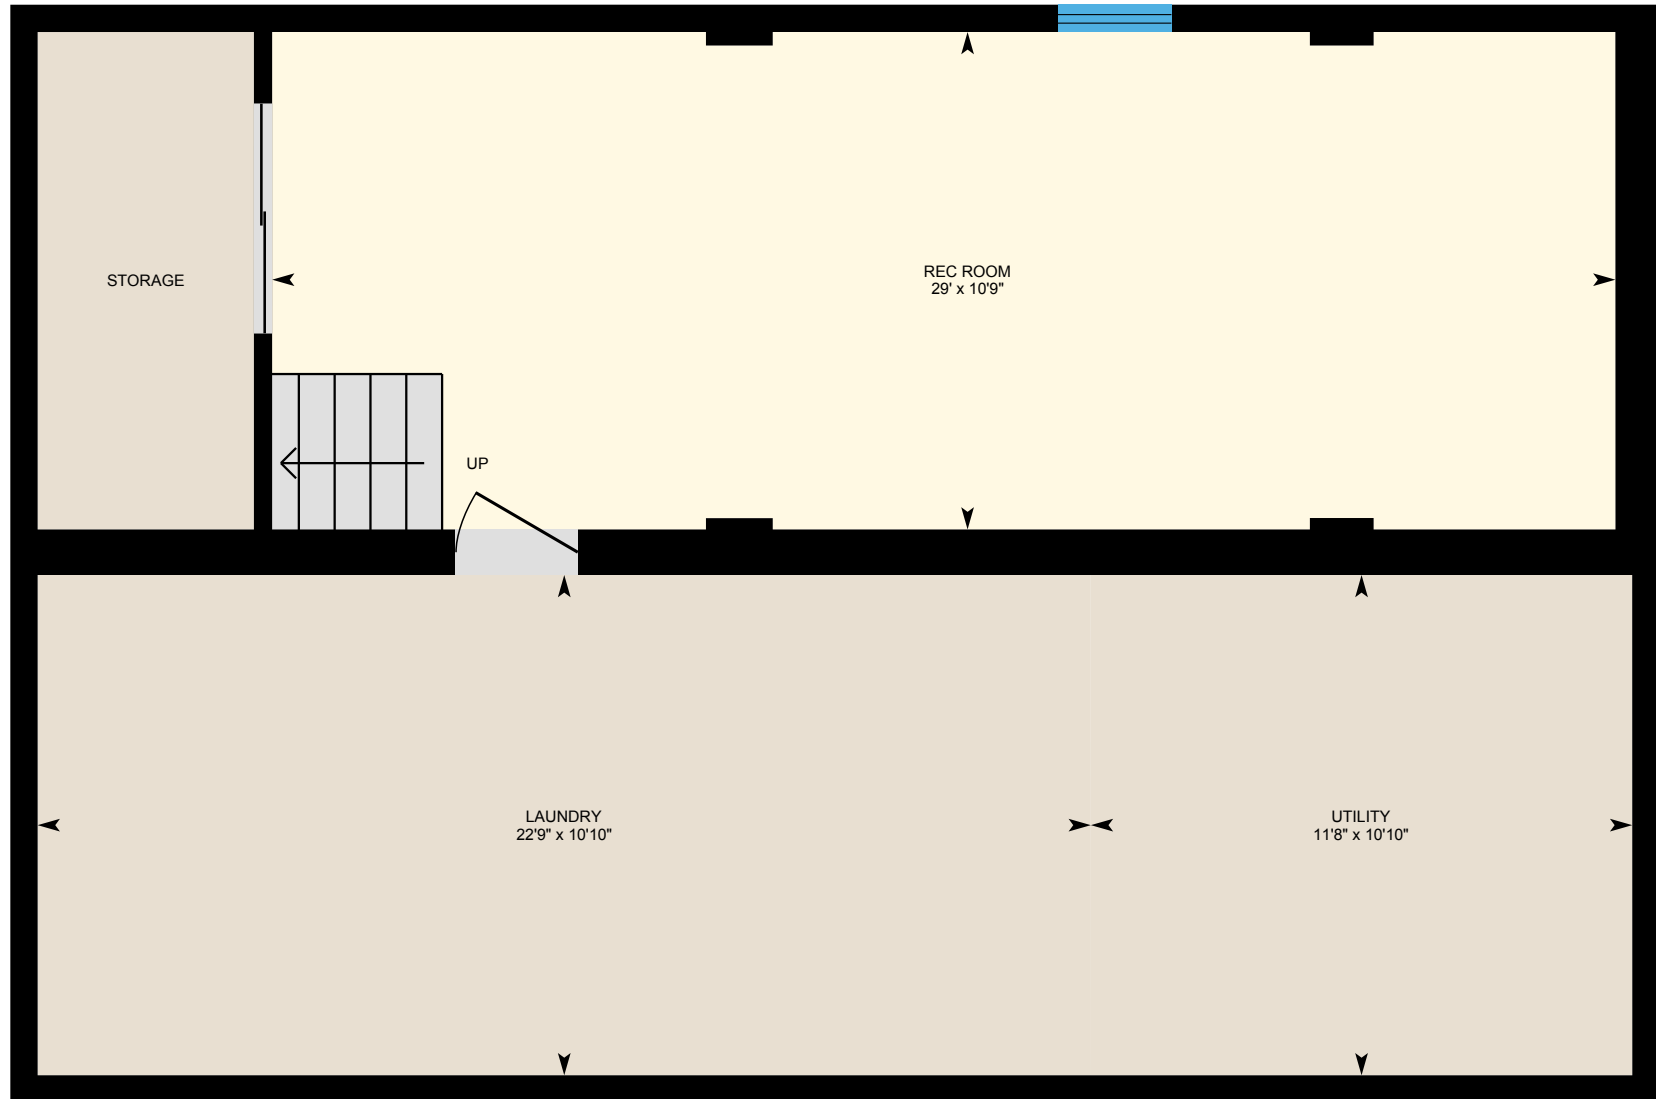 STORAGE
REC ROOM
29' x 10'9"
UP
LAUNDRY
22'9" x 10'10"
UTILITY
11'8" x 10'10"